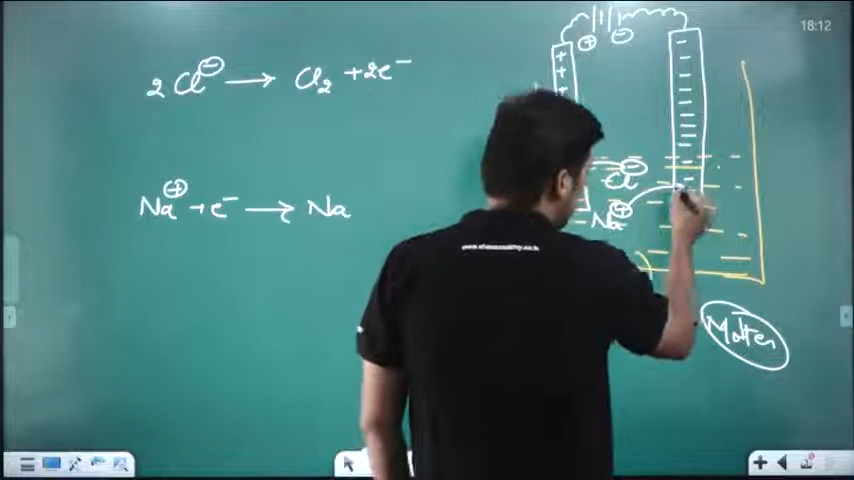 18:12
2Cl⊖ → Cl₂ + 2e⁻
Cl⊖
Na⊕ + e⁻ → Na
Na⊕
Molten